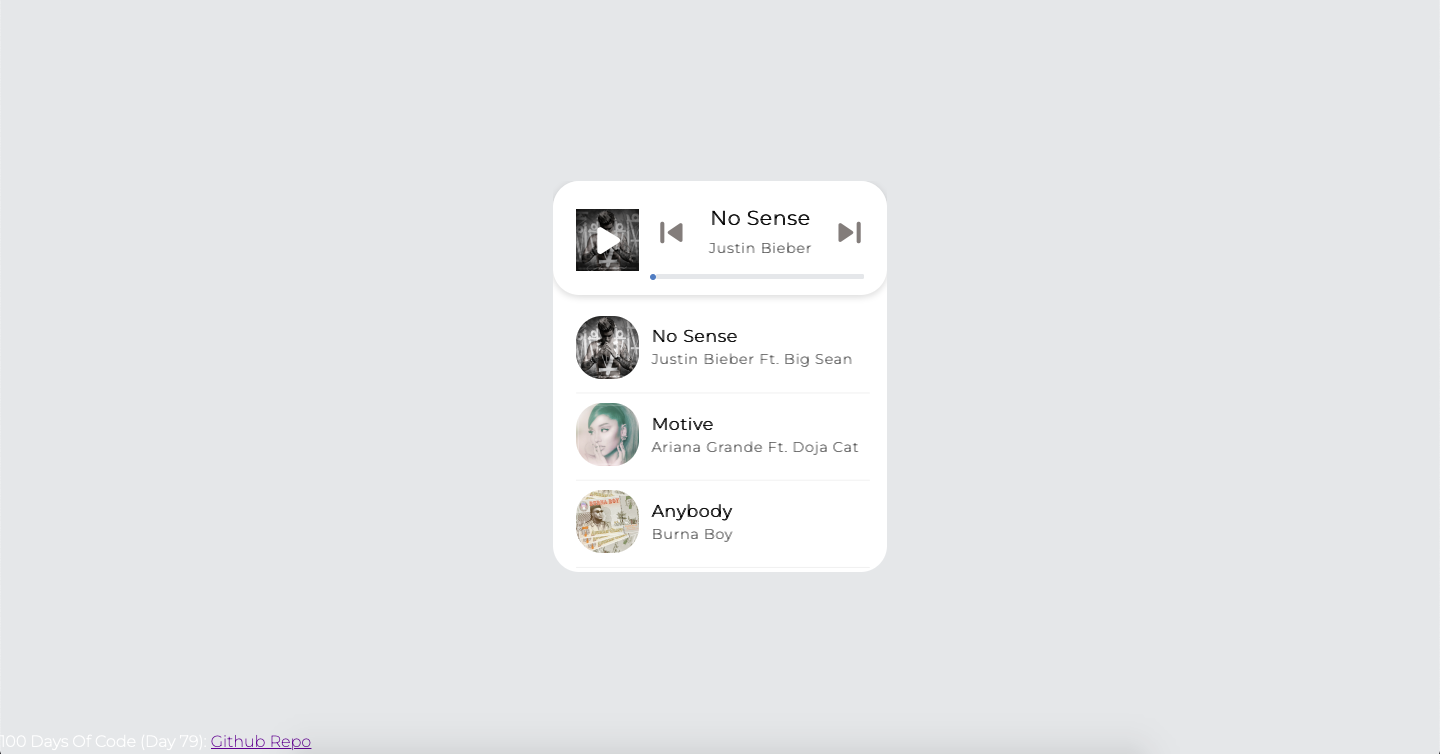 No Sense
Justin Bieber
No Sense
Justin Bieber Ft. Big Sean
Motive
Ariana Grande Ft. Doja Cat
Anybody
Burna Boy
100 Days Of Code (Day 79): Github Repo